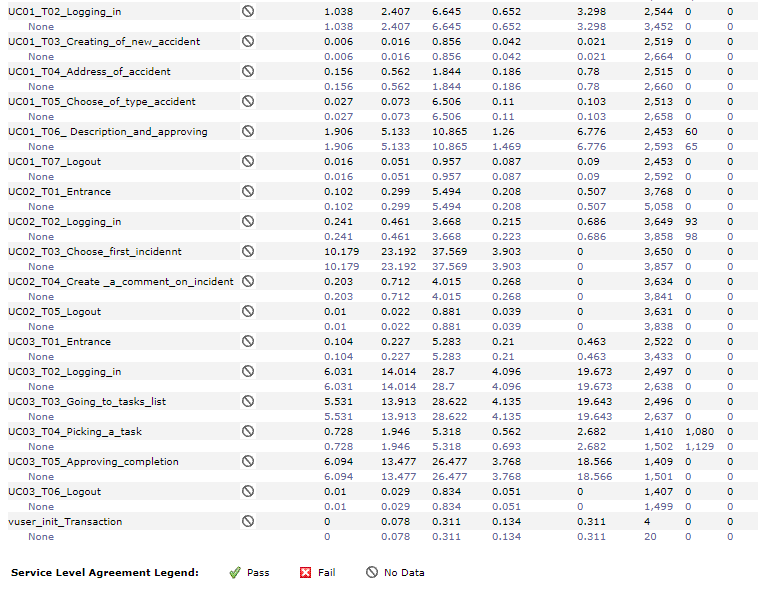 UC01_T02_Logging_in 1.038 2.407 6.645 0.652 3.298 2,544 0 0
None 1.038 2.407 6.645 0.652 3.298 3,452 0 0
UC01_T03_Creating_of_new_accident 0.006 0.016 0.856 0.042 0.021 2,519 0 0
None 0.006 0.016 0.856 0.042 0.021 2,664 0 0
UC01_T04_Address_of_accident 0.156 0.562 1.844 0.186 0.78 2,515 0 0
None 0.156 0.562 1.844 0.186 0.78 2,660 0 0
UC01_T05_Choose_of_type_accident 0.027 0.073 6.506 0.11 0.103 2,513 0 0
None 0.027 0.073 6.506 0.11 0.103 2,658 0 0
UC01_T06_ Description_and_approving 1.906 5.133 10.865 1.26 6.776 2,453 60 0
None 1.906 5.133 10.865 1.469 6.776 2,593 65 0
UC01_T07_Logout 0.016 0.051 0.957 0.087 0.09 2,453 0 0
None 0.016 0.051 0.957 0.087 0.09 2,592 0 0
UC02_T01_Entrance 0.102 0.299 5.494 0.208 0.507 3,768 0 0
None 0.102 0.299 5.494 0.208 0.507 5,058 0 0
UC02_T02_Logging_in 0.241 0.461 3.668 0.215 0.686 3,649 93 0
None 0.241 0.461 3.668 0.223 0.686 3,858 98 0
UC02_T03_Choose_first_incidennt 10.179 23.192 37.569 3.903 0 3,650 0 0
None 10.179 23.192 37.569 3.903 0 3,857 0 0
UC02_T04_Create _a_comment_on_incident 0.203 0.712 4.015 0.268 0 3,634 0 0
None 0.203 0.712 4.015 0.268 0 3,841 0 0
UC02_T05_Logout 0.01 0.022 0.881 0.039 0 3,631 0 0
None 0.01 0.022 0.881 0.039 0 3,838 0 0
UC03_T01_Entrance 0.104 0.227 5.283 0.21 0.463 2,522 0 0
None 0.104 0.227 5.283 0.21 0.463 3,433 0 0
UC03_T02_Logging_in 6.031 14.014 28.7 4.096 19.673 2,497 0 0
None 6.031 14.014 28.7 4.096 19.673 2,638 0 0
UC03_T03_Going_to_tasks_list 5.531 13.913 28.622 4.135 19.643 2,496 0 0
None 5.531 13.913 28.622 4.135 19.643 2,637 0 0
UC03_T04_Picking_a_task 0.728 1.946 5.318 0.562 2.682 1,410 1,080 0
None 0.728 1.946 5.318 0.693 2.682 1,502 1,129 0
UC03_T05_Approving_completion 6.094 13.477 26.477 3.768 18.566 1,409 0 0
None 6.094 13.477 26.477 3.768 18.566 1,501 0 0
UC03_T06_Logout 0.01 0.029 0.834 0.051 0 1,407 0 0
None 0.01 0.029 0.834 0.051 0 1,499 0 0
vuser_init_Transaction 0 0.078 0.311 0.134 0.311 4 0 0
None 0 0.078 0.311 0.134 0.311 20 0 0
Service Level Agreement Legend: Pass Fail No Data